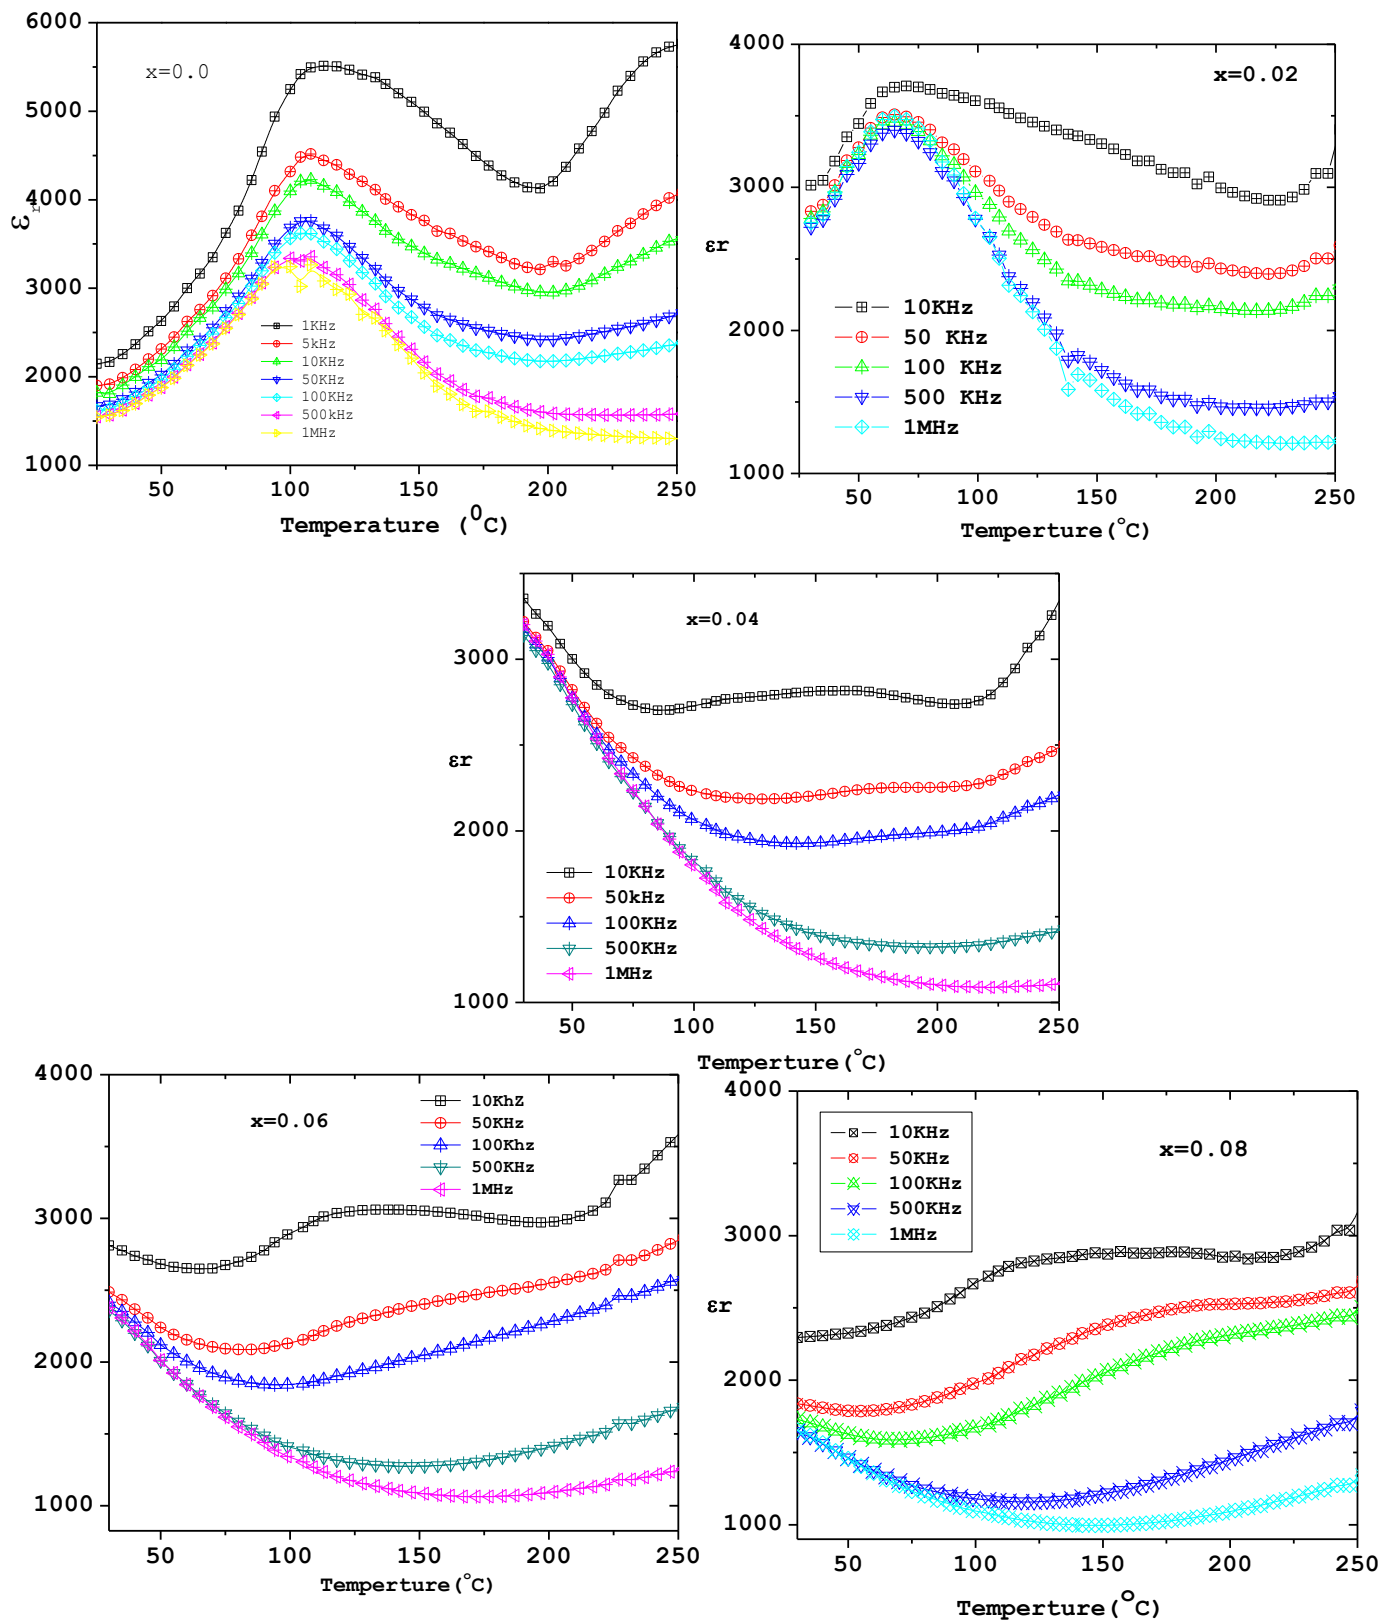 6000
5000
4000
3000
2000
1000
εr
x=0.0
1KHz
5kHz
10KHz
50KHz
100KHz
500kHz
1MHz
50 100 150 200 250
Temperature (0C)
4000
3000
2000
1000
εr
x=0.02
10KHz
50 KHz
100 KHz
500 KHz
1MHz
50 100 150 200 250
Temperture(°C)
3000
2000
1000
εr
x=0.04
10KHz
50kHz
100KHz
500KHz
1MHz
50 100 150 200 250
Temperture(°C)
4000
3000
2000
1000
x=0.06
10KhZ
50KHz
100Khz
500KHz
1MHz
50 100 150 200 250
Temperture(°C)
4000
3000
2000
1000
εr
10KHz
50KHz
100KHz
500KHz
1MHz
x=0.08
50 100 150 200 250
Temperture(OC)